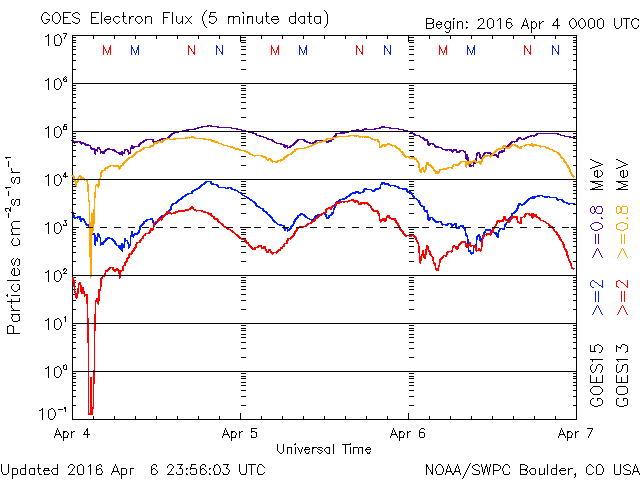 GOES Electron Flux (5 minute data)
Begin: 2016 Apr 4 0000 UTC
10⁷
M M N N M M N N M M N N
10⁶
10⁵
10⁴
10³
10²
10¹
10⁰
10⁻¹
Particles cm⁻²s⁻¹sr⁻¹
Apr 4 Apr 5 Apr 6 Apr 7
Universal Time
GOES15 >=2 >=0.8 MeV
GOES13 >=2 >=0.8 MeV
Updated 2016 Apr 6 23:56:03 UTC
NOAA/SWPC Boulder, CO USA